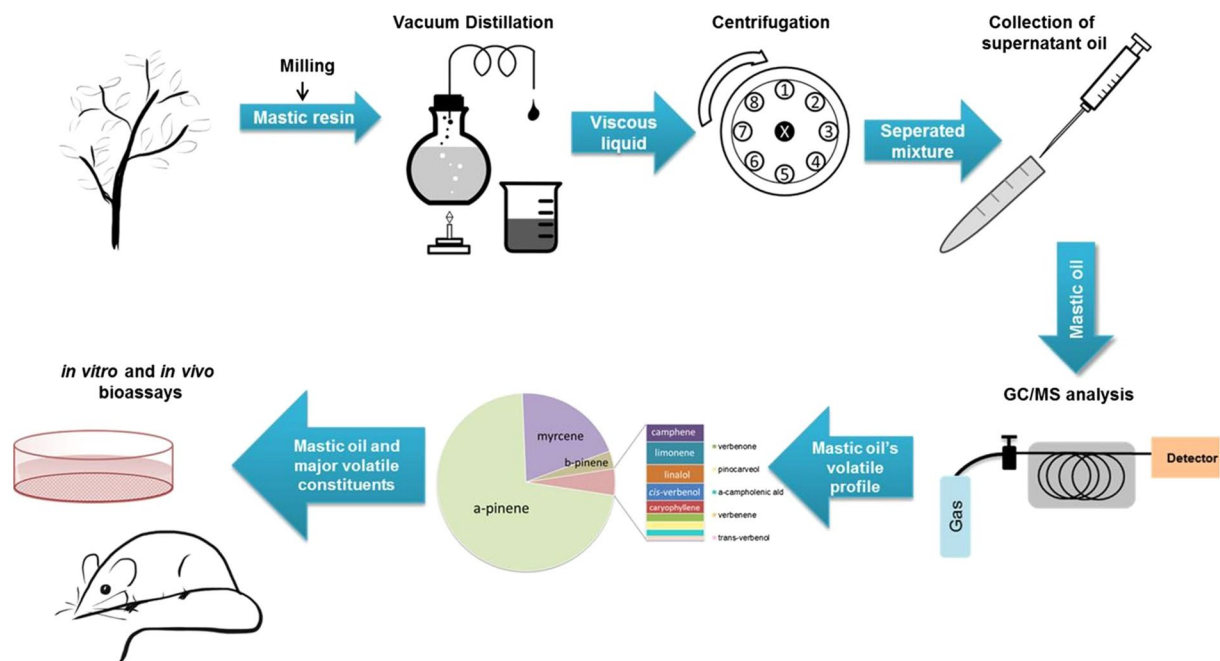 Vacuum Distillation
Centrifugation
Collection of
supernatant oil
Milling
Mastic resin
Viscous
liquid
1
2
3
4
5
6
7
8
X
Seperated
mixture
Mastic oil
GC/MS analysis
Gas
Detector
Mastic oil's
volatile
profile
myrcene
b-pinene
a-pinene
camphene
limonene
linalol
cis-verbenol
caryophyllene
verbenone
pinocarveol
a-campholenic ald
verbenene
trans-verbenol
Mastic oil and
major volatile
constituents
in vitro and in vivo
bioassays